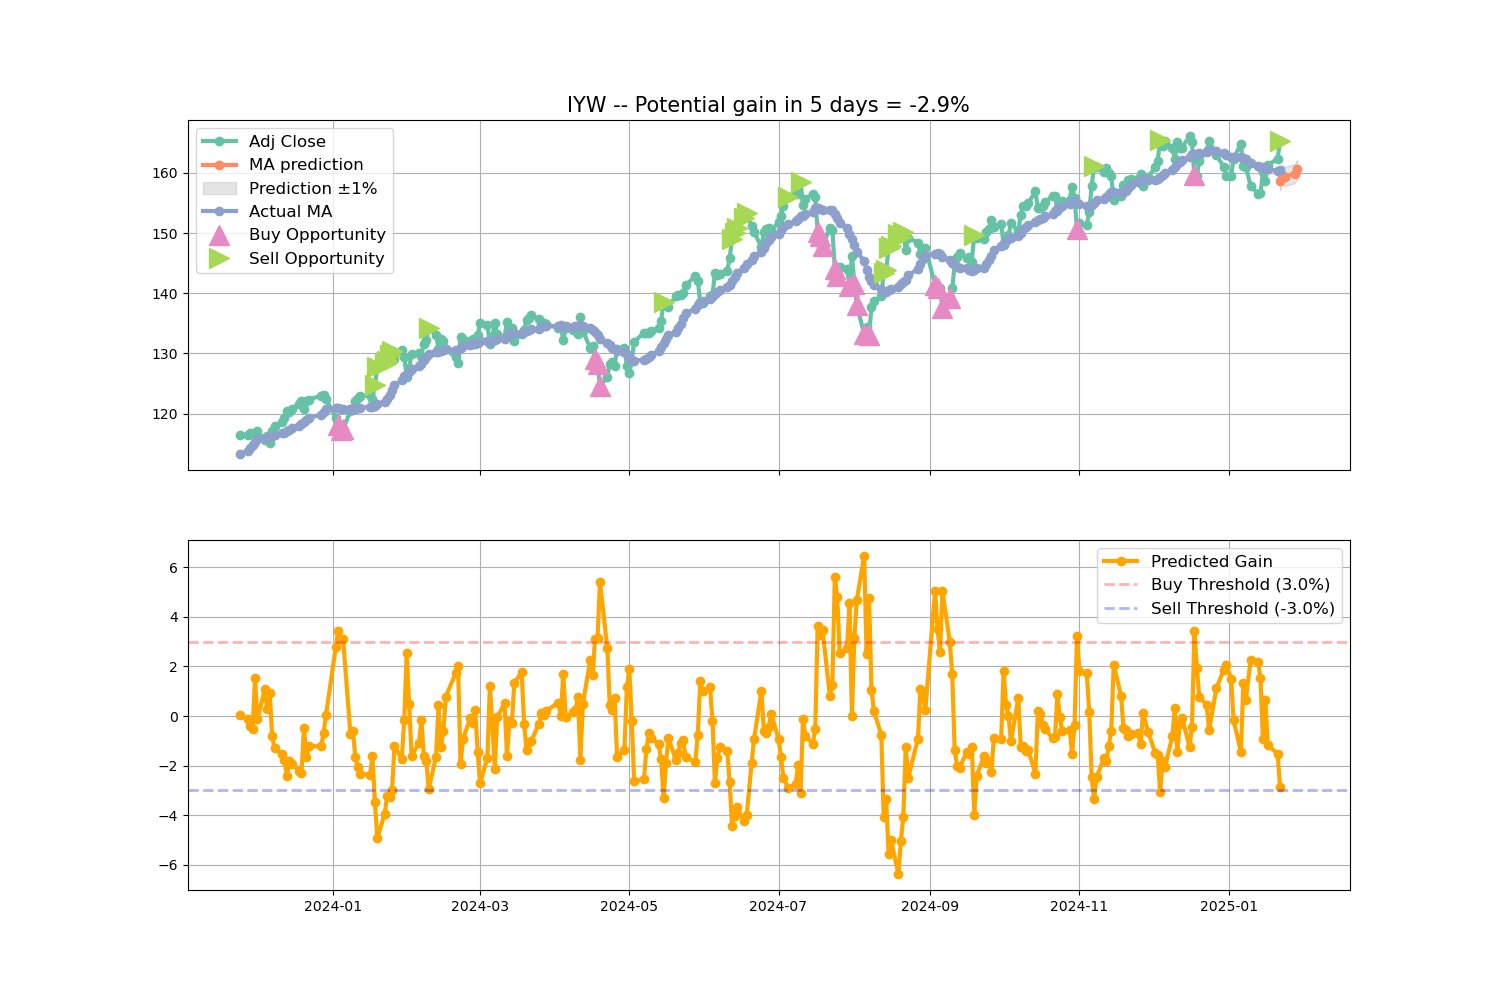 IYW -- Potential gain in 5 days = -2.9%
Adj Close
MA prediction
Prediction ±1%
Actual MA
Buy Opportunity
Sell Opportunity
160
150
140
130
120
Predicted Gain
Buy Threshold (3.0%)
Sell Threshold (-3.0%)
6
4
2
0
−2
−4
−6
2024-01 2024-03 2024-05 2024-07 2024-09 2024-11 2025-01